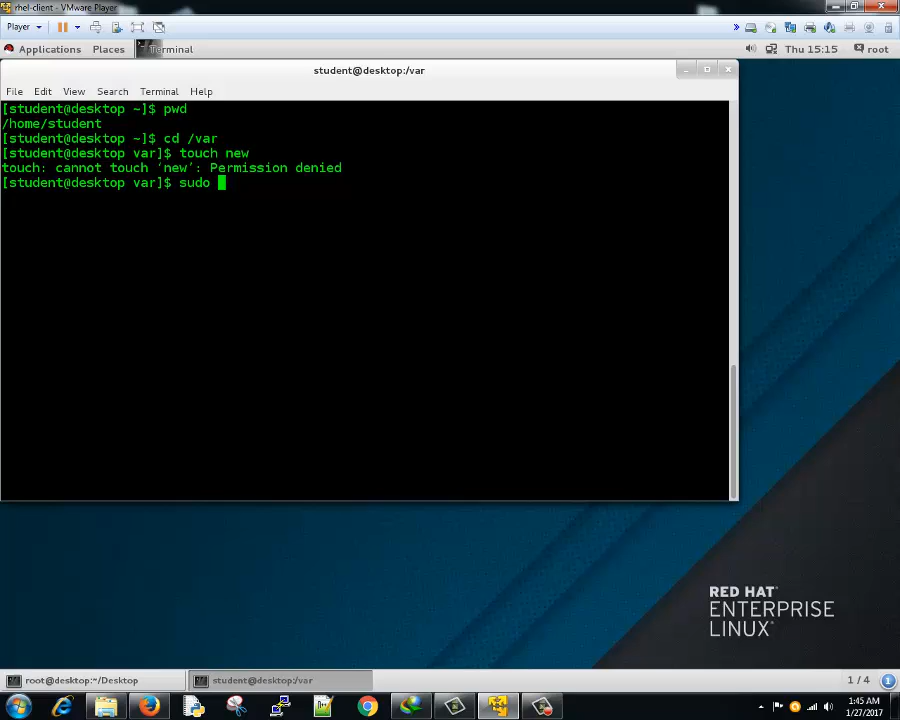 rhel-client - VMware Player
Player
Applications Places Terminal Thu 15:15 root
student@desktop:/var
File Edit View Search Terminal Help
[student@desktop ~]$ pwd
/home/student
[student@desktop ~]$ cd /var
[student@desktop var]$ touch new
touch: cannot touch ‘new’: Permission denied
[student@desktop var]$ sudo
RED HAT
ENTERPRISE
LINUX
root@desktop:~/Desktop student@desktop:/var 1 / 4 1
1:45 AM
1/27/2017